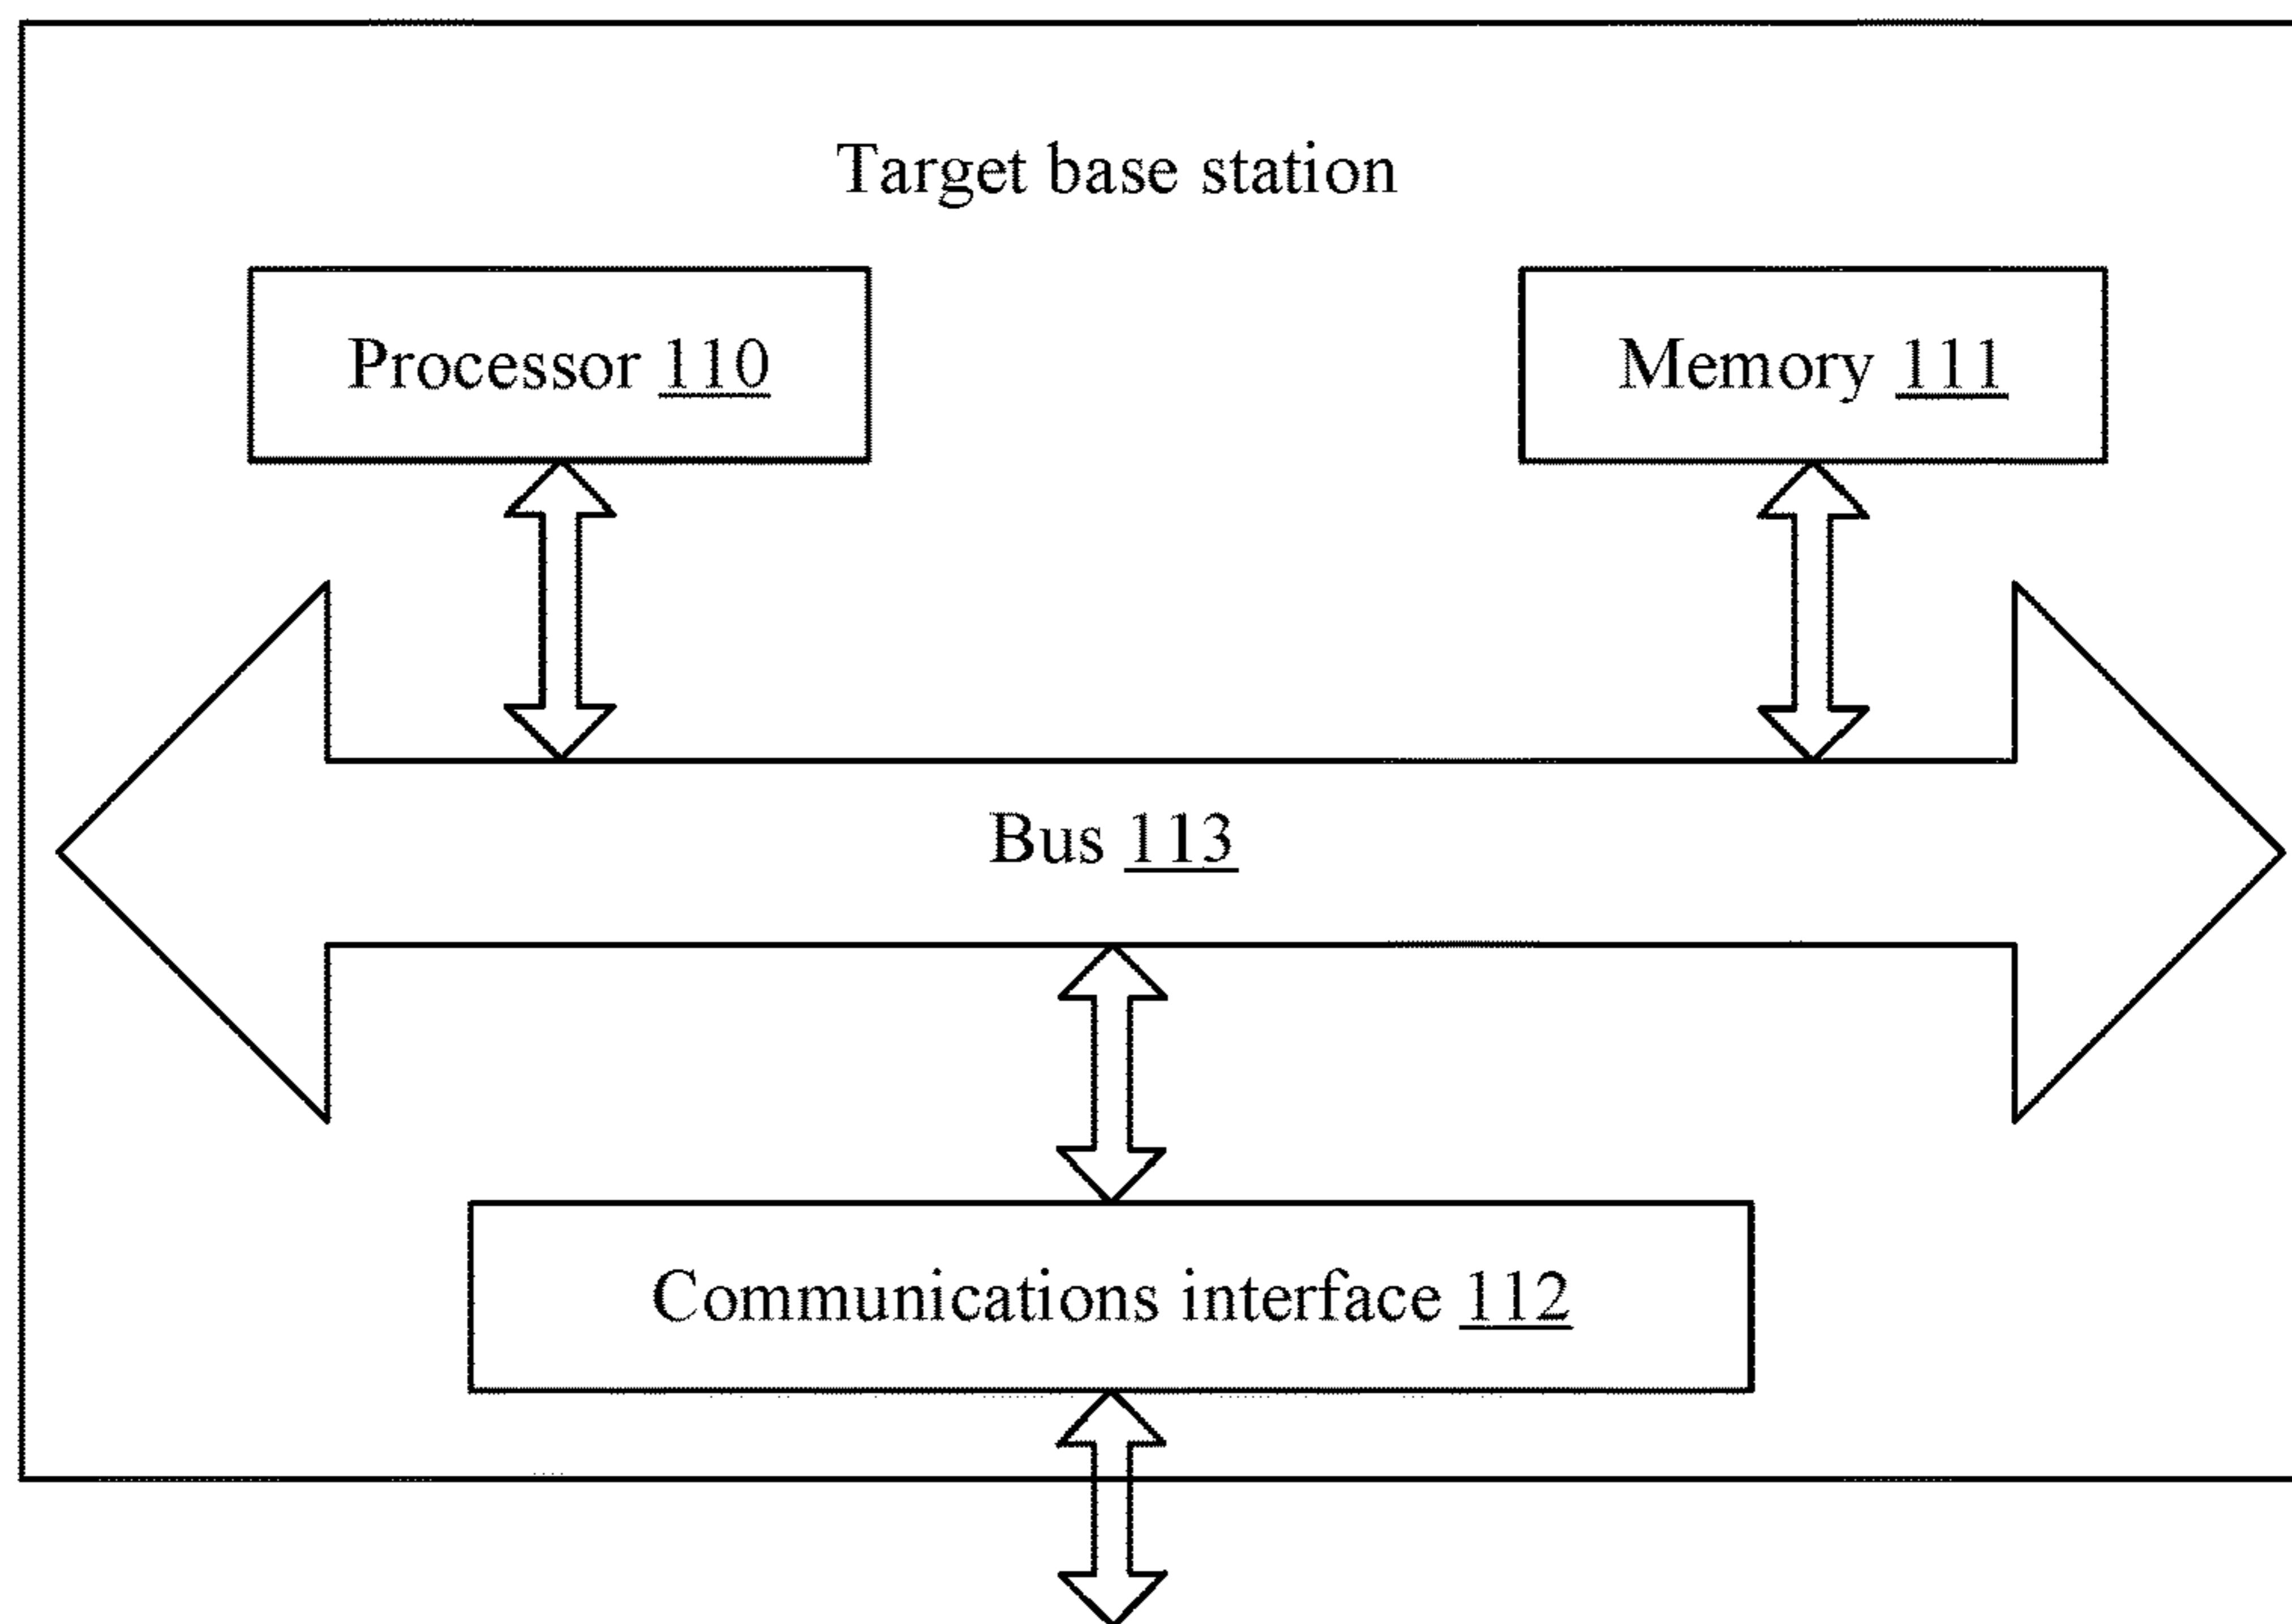 Target base station
Processor 110
Memory 111
Bus 113
Communications interface 112